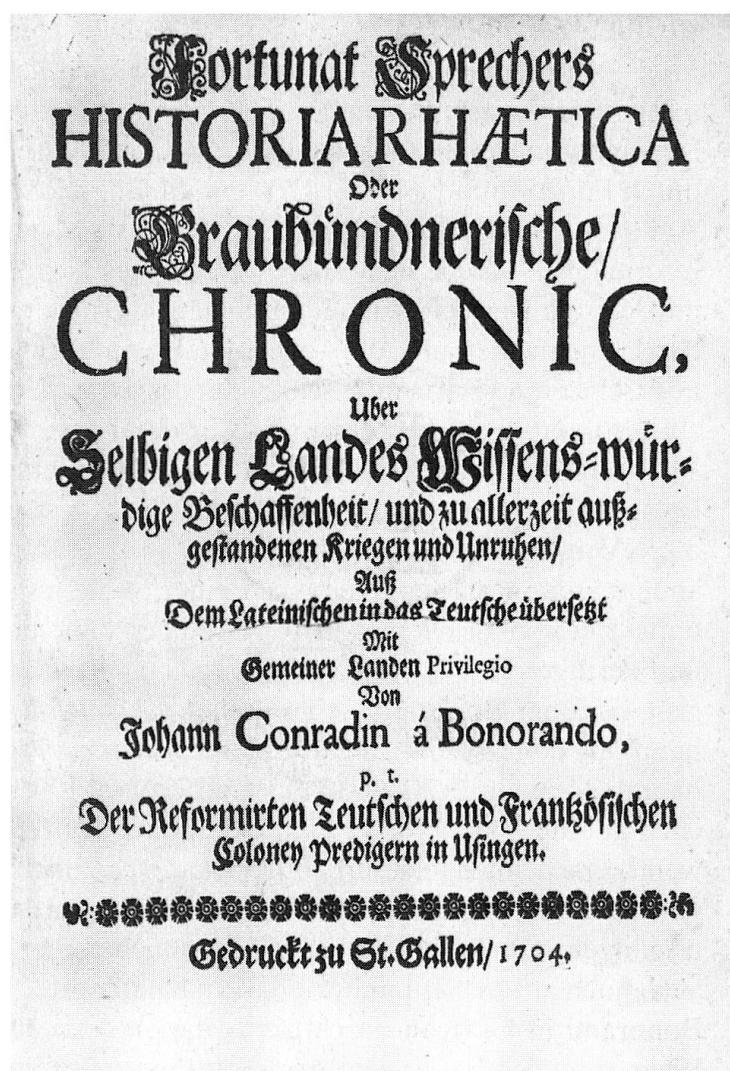 Fortunat Sprechers
HISTORIA RHÆTICA
Oder
Graubündnerische/
CHRONIC,
Uber
Selbigen Landes Wissens-wür-
dige Beschaffenheit/ und zu allerzeit auß-
gestandenen Kriegen und Unruhen/
Auß
Dem Lateinischen in das Teutsche übersetzt
Mit
Gemeiner Landen Privilegio
Von
Johann Conradin á Bonorando,
p. t.
Der Reformirten Teutschen und Frantzösischen
Coloney Predigern in Usingen.
Gedruckt zu St. Gallen/ 1704.